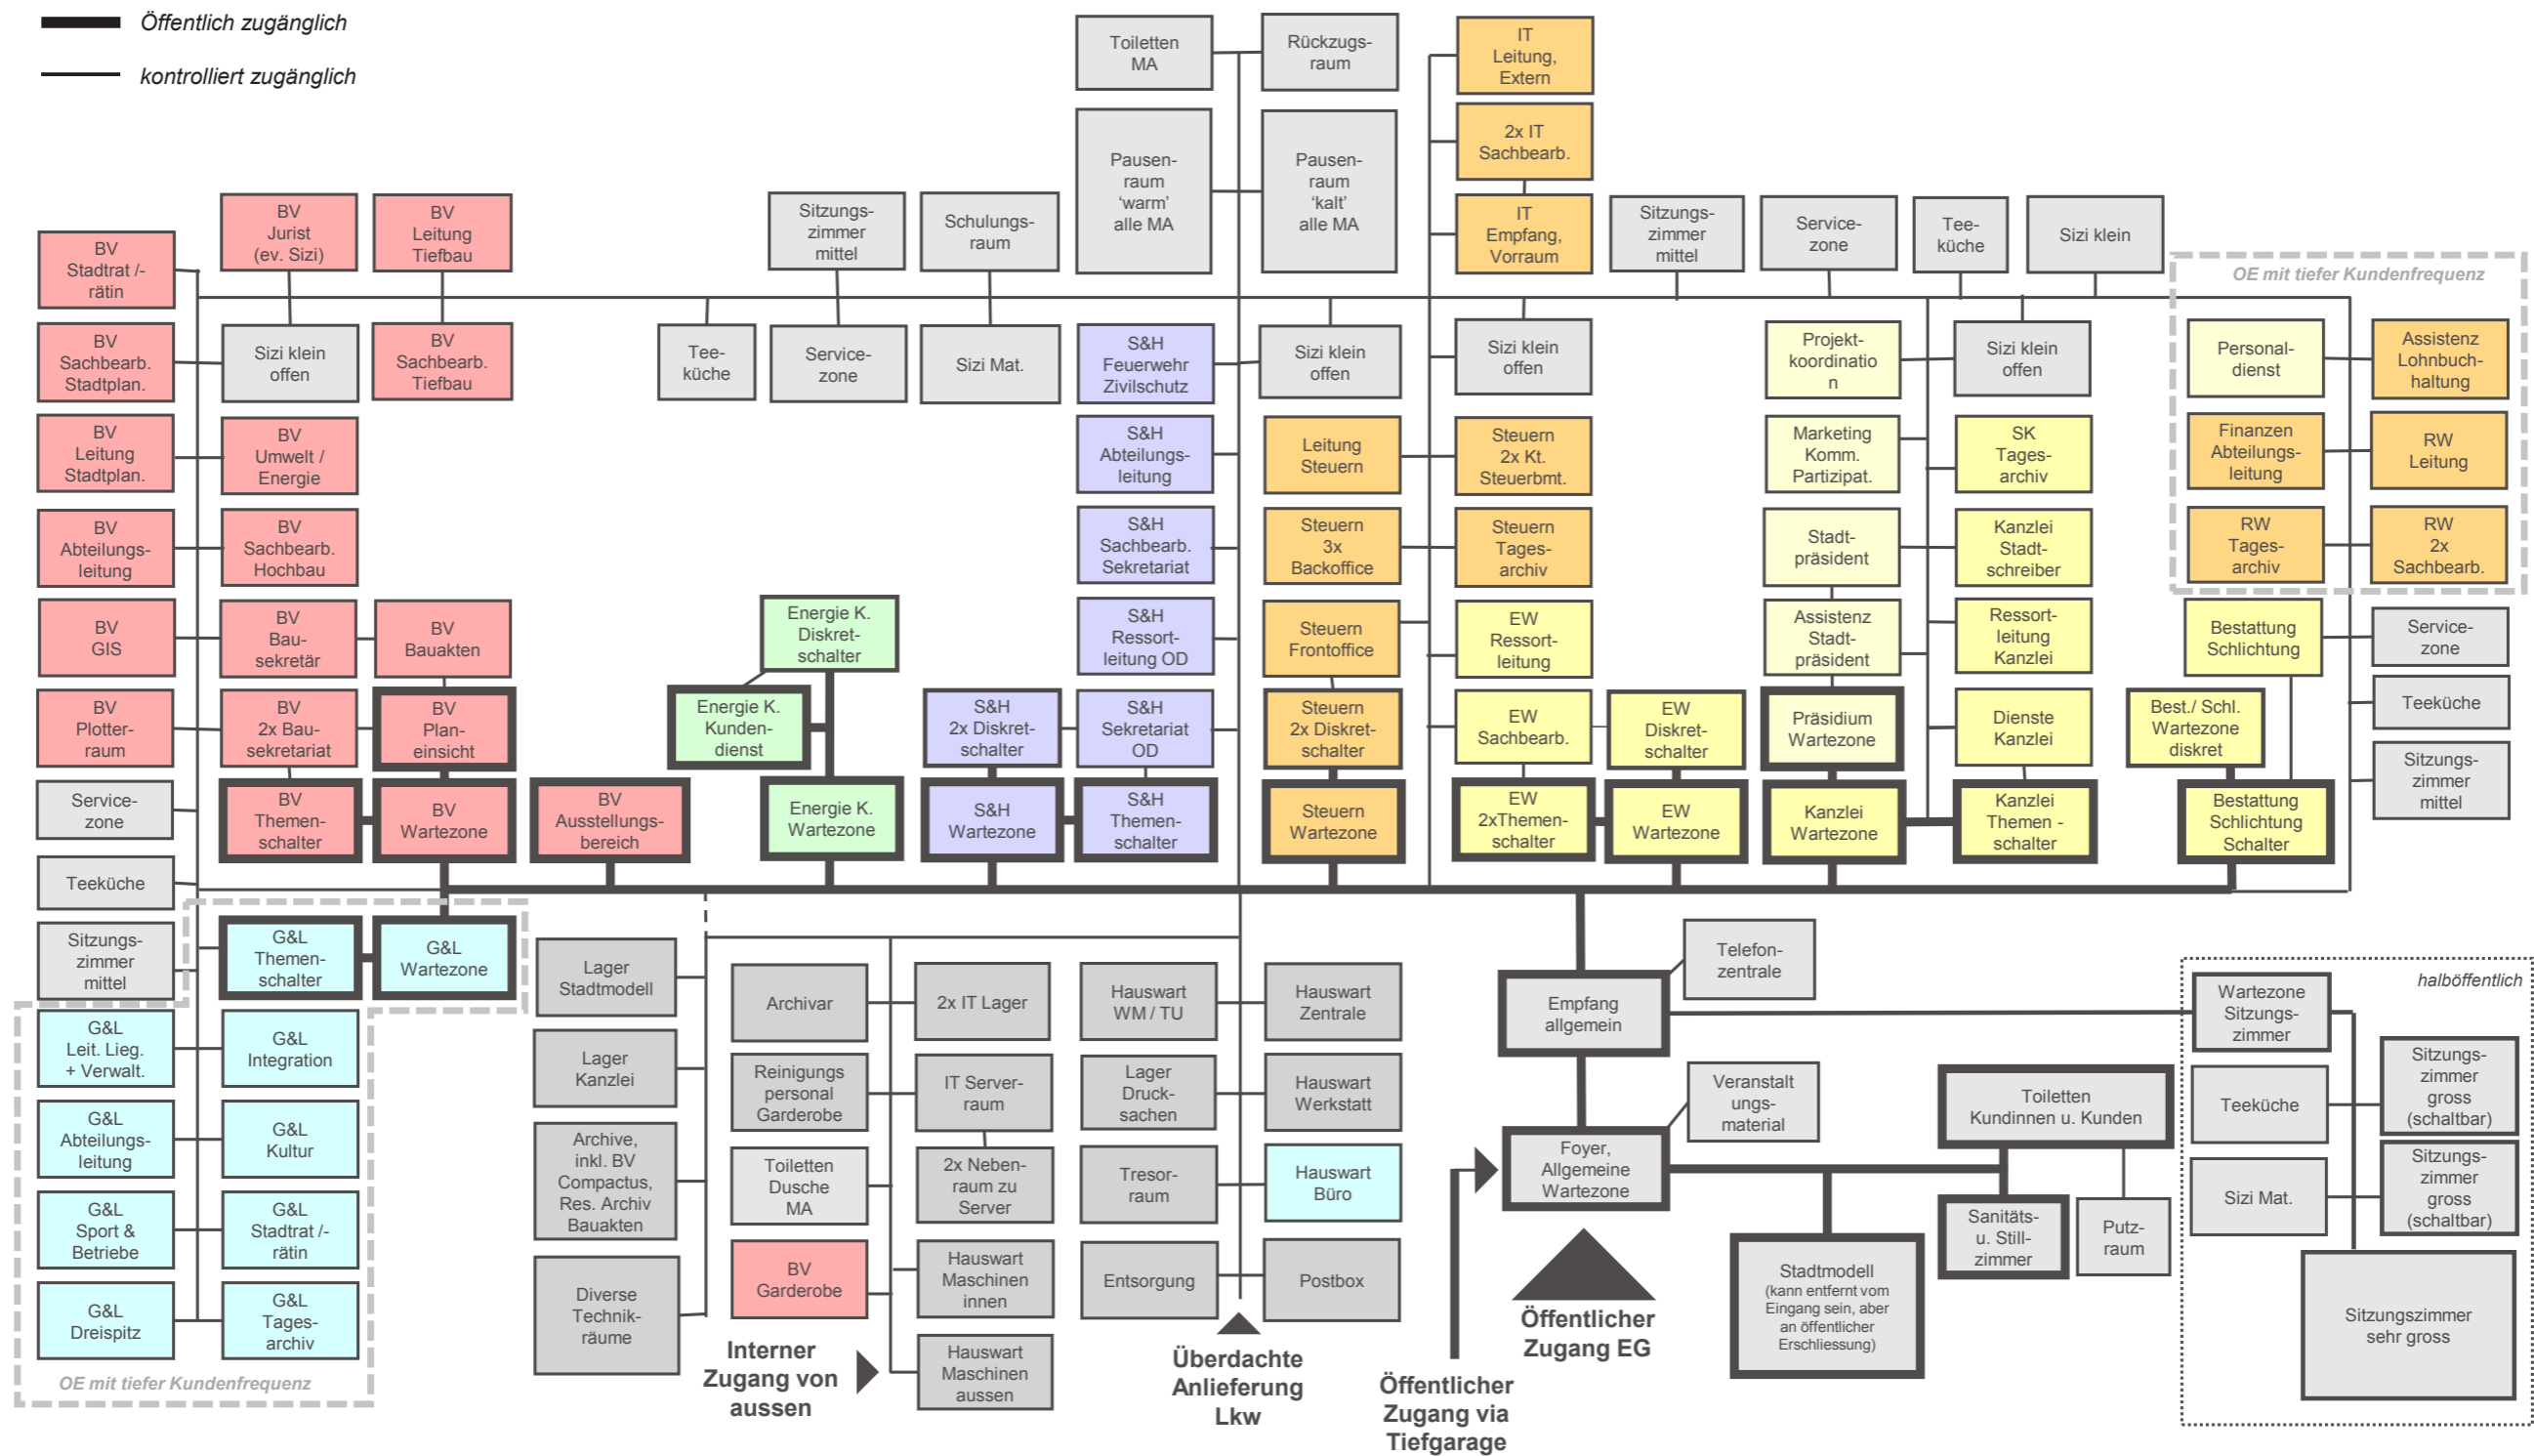 Öffentlich zugänglich
kontrolliert zugänglich
Toiletten
MA
Rückzugs-
raum
IT
Leitung,
Extern
Pausen-
raum
‘warm’
alle MA
Pausen-
raum
‘kalt’
alle MA
2x IT
Sachbearb.
IT
Empfang,
Vorraum
BV
Stadtrat /-
rätin
BV
Jurist
(ev. Sizi)
BV
Leitung
Tiefbau
Sitzungs-
zimmer
mittel
Schulungs-
raum
Sitzungs-
zimmer
mittel
Service-
zone
Tee-
küche
Sizi klein
OE mit tiefer Kundenfrequenz
BV
Sachbearb.
Stadtplan.
Sizi klein
offen
BV
Sachbearb.
Tiefbau
Tee-
küche
Service-
zone
Sizi Mat.
S&H
Feuerwehr
Zivilschutz
Sizi klein
offen
Sizi klein
offen
Projekt-
koordinatio
n
Sizi klein
offen
Personal-
dienst
Assistenz
Lohnbuch-
haltung
BV
Leitung
Stadtplan.
BV
Umwelt /
Energie
S&H
Abteilungs-
leitung
Leitung
Steuern
Steuern
2x Kt.
Steuerbmt.
Marketing
Komm.
Partizipat.
SK
Tages-
archiv
Finanzen
Abteilungs-
leitung
RW
Leitung
BV
Abteilungs-
leitung
BV
Sachbearb.
Hochbau
S&H
Sachbearb.
Sekretariat
Steuern
3x
Backoffice
Steuern
Tages-
archiv
Stadt-
präsident
Kanzlei
Stadt-
schreiber
RW
Tages-
archiv
RW
2x
Sachbearb.
BV
GIS
BV
Bau-
sekretär
BV
Bauakten
Energie K.
Diskret-
schalter
S&H
Ressort-
leitung OD
Steuern
Frontoffice
EW
Ressort-
leitung
Assistenz
Stadt-
präsident
Ressort-
leitung
Kanzlei
Bestattung
Schlichtung
Service-
zone
BV
Plotter-
raum
BV
2x Bau-
sekretariat
BV
Plan-
einsicht
Energie K.
Kunden-
dienst
S&H
2x Diskret-
schalter
S&H
Sekretariat
OD
Steuern
2x Diskret-
schalter
EW
Sachbearb.
EW
Diskret-
schalter
Präsidium
Wartezone
Dienste
Kanzlei
Best./ Schl.
Wartezone
diskret
Teeküche
Sitzungs-
zimmer
mittel
Service-
zone
BV
Themen-
schalter
BV
Wartezone
BV
Ausstellungs-
bereich
Energie K.
Wartezone
S&H
Wartezone
S&H
Themen-
schalter
Steuern
Wartezone
EW
2xThemen-
schalter
EW
Wartezone
Kanzlei
Wartezone
Kanzlei
Themen -
schalter
Bestattung
Schlichtung
Schalter
Teeküche
Sitzungs-
zimmer
mittel
G&L
Themen-
schalter
G&L
Wartezone
Lager
Stadtmodell
Archivar
2x IT Lager
Hauswart
WM / TU
Hauswart
Zentrale
Empfang
allgemein
Telefon-
zentrale
Wartezone
Sitzungs-
zimmer
halböffentlich
G&L
Leit. Lieg.
+ Verwalt.
G&L
Integration
Lager
Kanzlei
Reinigungs
personal
Garderobe
IT Server-
raum
Lager
Druck-
sachen
Hauswart
Werkstatt
Veranstalt
ungs-
material
Toiletten
Kundinnen u. Kunden
Teeküche
Sitzungs-
zimmer
gross
(schaltbar)
G&L
Abteilungs-
leitung
G&L
Kultur
Archive,
inkl. BV
Compactus,
Res. Archiv
Bauakten
Toiletten
Dusche
MA
2x Neben-
raum zu
Server
Tresor-
raum
Hauswart
Büro
Foyer,
Allgemeine
Wartezone
Sizi Mat.
Sitzungs-
zimmer
gross
(schaltbar)
G&L
Sport &
Betriebe
G&L
Stadtrat /-
rätin
BV
Garderobe
Hauswart
Maschinen
innen
Entsorgung
Postbox
Stadtmodell
(kann entfernt vom
Eingang sein, aber
an öffentlicher
Erschliessung)
Sanitäts-
u. Still-
zimmer
Putz-
raum
G&L
Dreispitz
G&L
Tages-
archiv
Diverse
Technik-
räume
Hauswart
Maschinen
aussen
Sitzungszimmer
sehr gross
OE mit tiefer Kundenfrequenz
Interner
Zugang von
aussen
Überdachte
Anlieferung
Lkw
Öffentlicher
Zugang EG
Öffentlicher
Zugang via
Tiefgarage